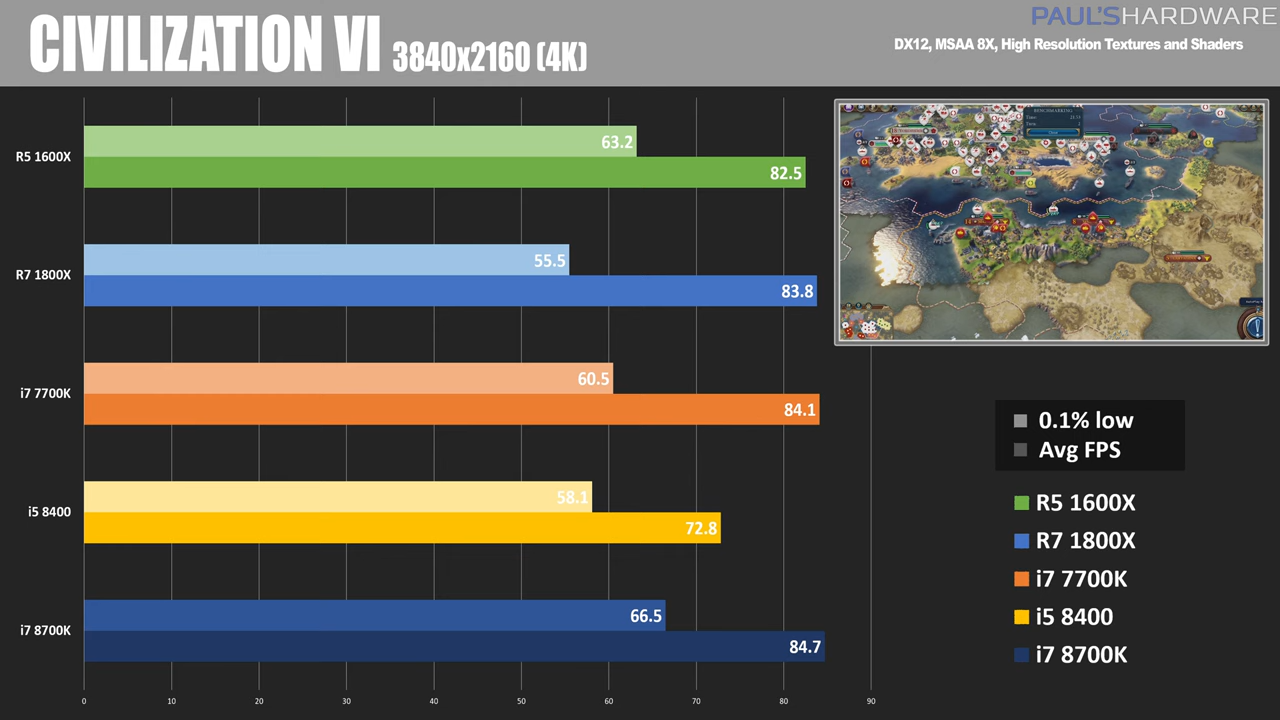 CIVILIZATION VI 3840x2160 (4K)
PAUL'SHARDWARE
DX12, MSAA 8X, High Resolution Textures and Shaders
R5 1600X
63.2
82.5
R7 1800X
55.5
83.8
i7 7700K
60.5
84.1
i5 8400
58.1
72.8
i7 8700K
66.5
84.7
0
10
20
30
40
50
60
70
80
90
BENCHMARKING
0.1% low
Avg FPS
R5 1600X
R7 1800X
i7 7700K
i5 8400
i7 8700K